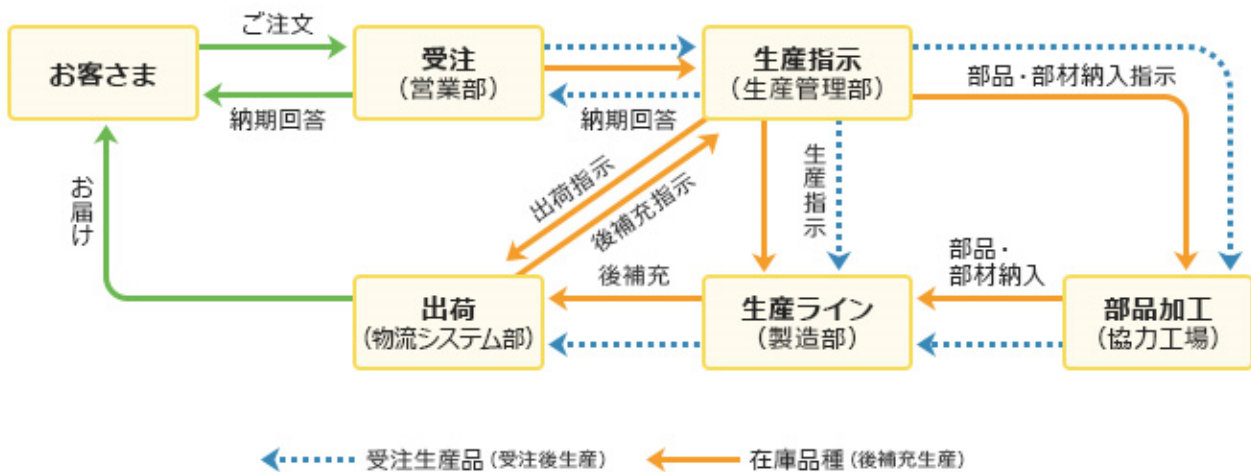 ご注文
お客さま
受注
(営業部)
納期回答
納期回答
生産指示
(生産管理部)
部品・部材納入指示
お届け
出荷指示
後補充指示
生産指示
後補充
部品・
部材納入
出荷
(物流システム部)
生産ライン
(製造部)
部品加工
(協力工場)
受注生産品(受注後生産)
在庫品種(後補充生産)